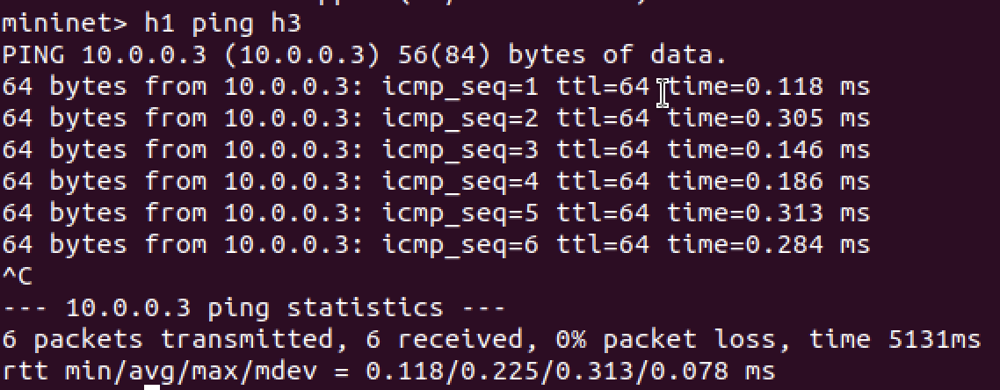 mininet> h1 ping h3
PING 10.0.0.3 (10.0.0.3) 56(84) bytes of data.
64 bytes from 10.0.0.3: icmp_seq=1 ttl=64 time=0.118 ms
64 bytes from 10.0.0.3: icmp_seq=2 ttl=64 time=0.305 ms
64 bytes from 10.0.0.3: icmp_seq=3 ttl=64 time=0.146 ms
64 bytes from 10.0.0.3: icmp_seq=4 ttl=64 time=0.186 ms
64 bytes from 10.0.0.3: icmp_seq=5 ttl=64 time=0.313 ms
64 bytes from 10.0.0.3: icmp_seq=6 ttl=64 time=0.284 ms
^C
--- 10.0.0.3 ping statistics ---
6 packets transmitted, 6 received, 0% packet loss, time 5131ms
rtt min/avg/max/mdev = 0.118/0.225/0.313/0.078 ms